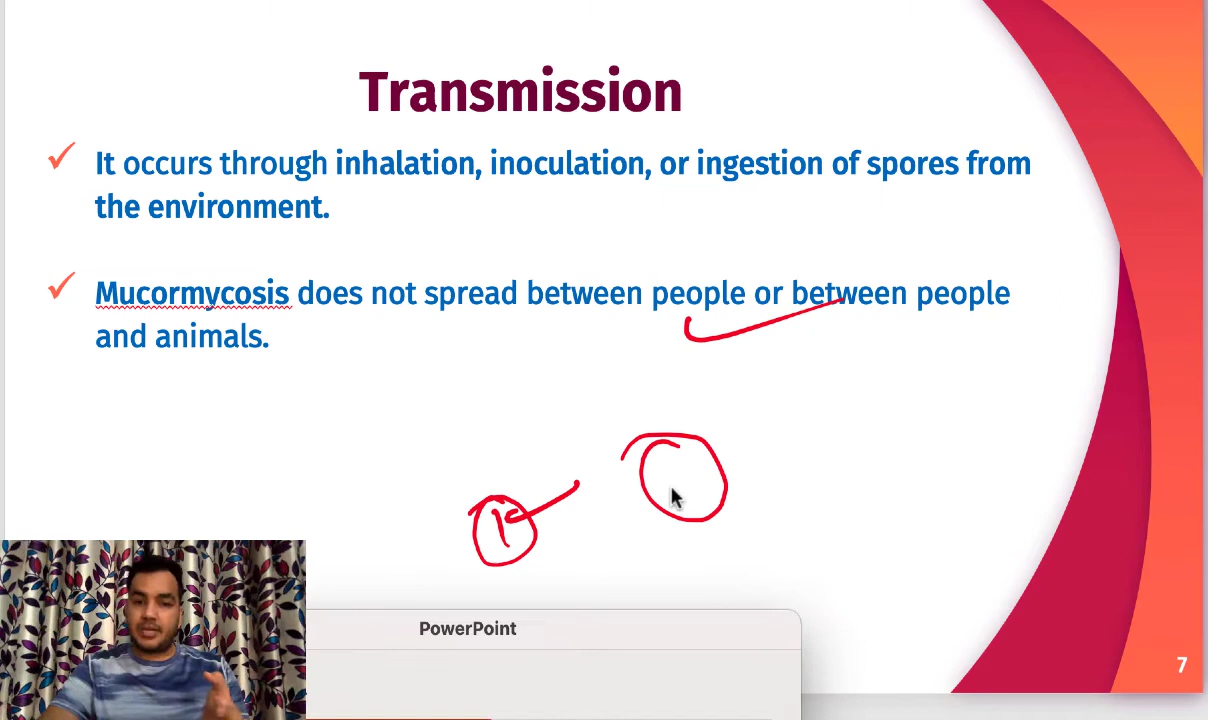 Transmission
It occurs through inhalation, inoculation, or ingestion of spores from
the environment.
Mucormycosis does not spread between people or between people
and animals.
PowerPoint
7